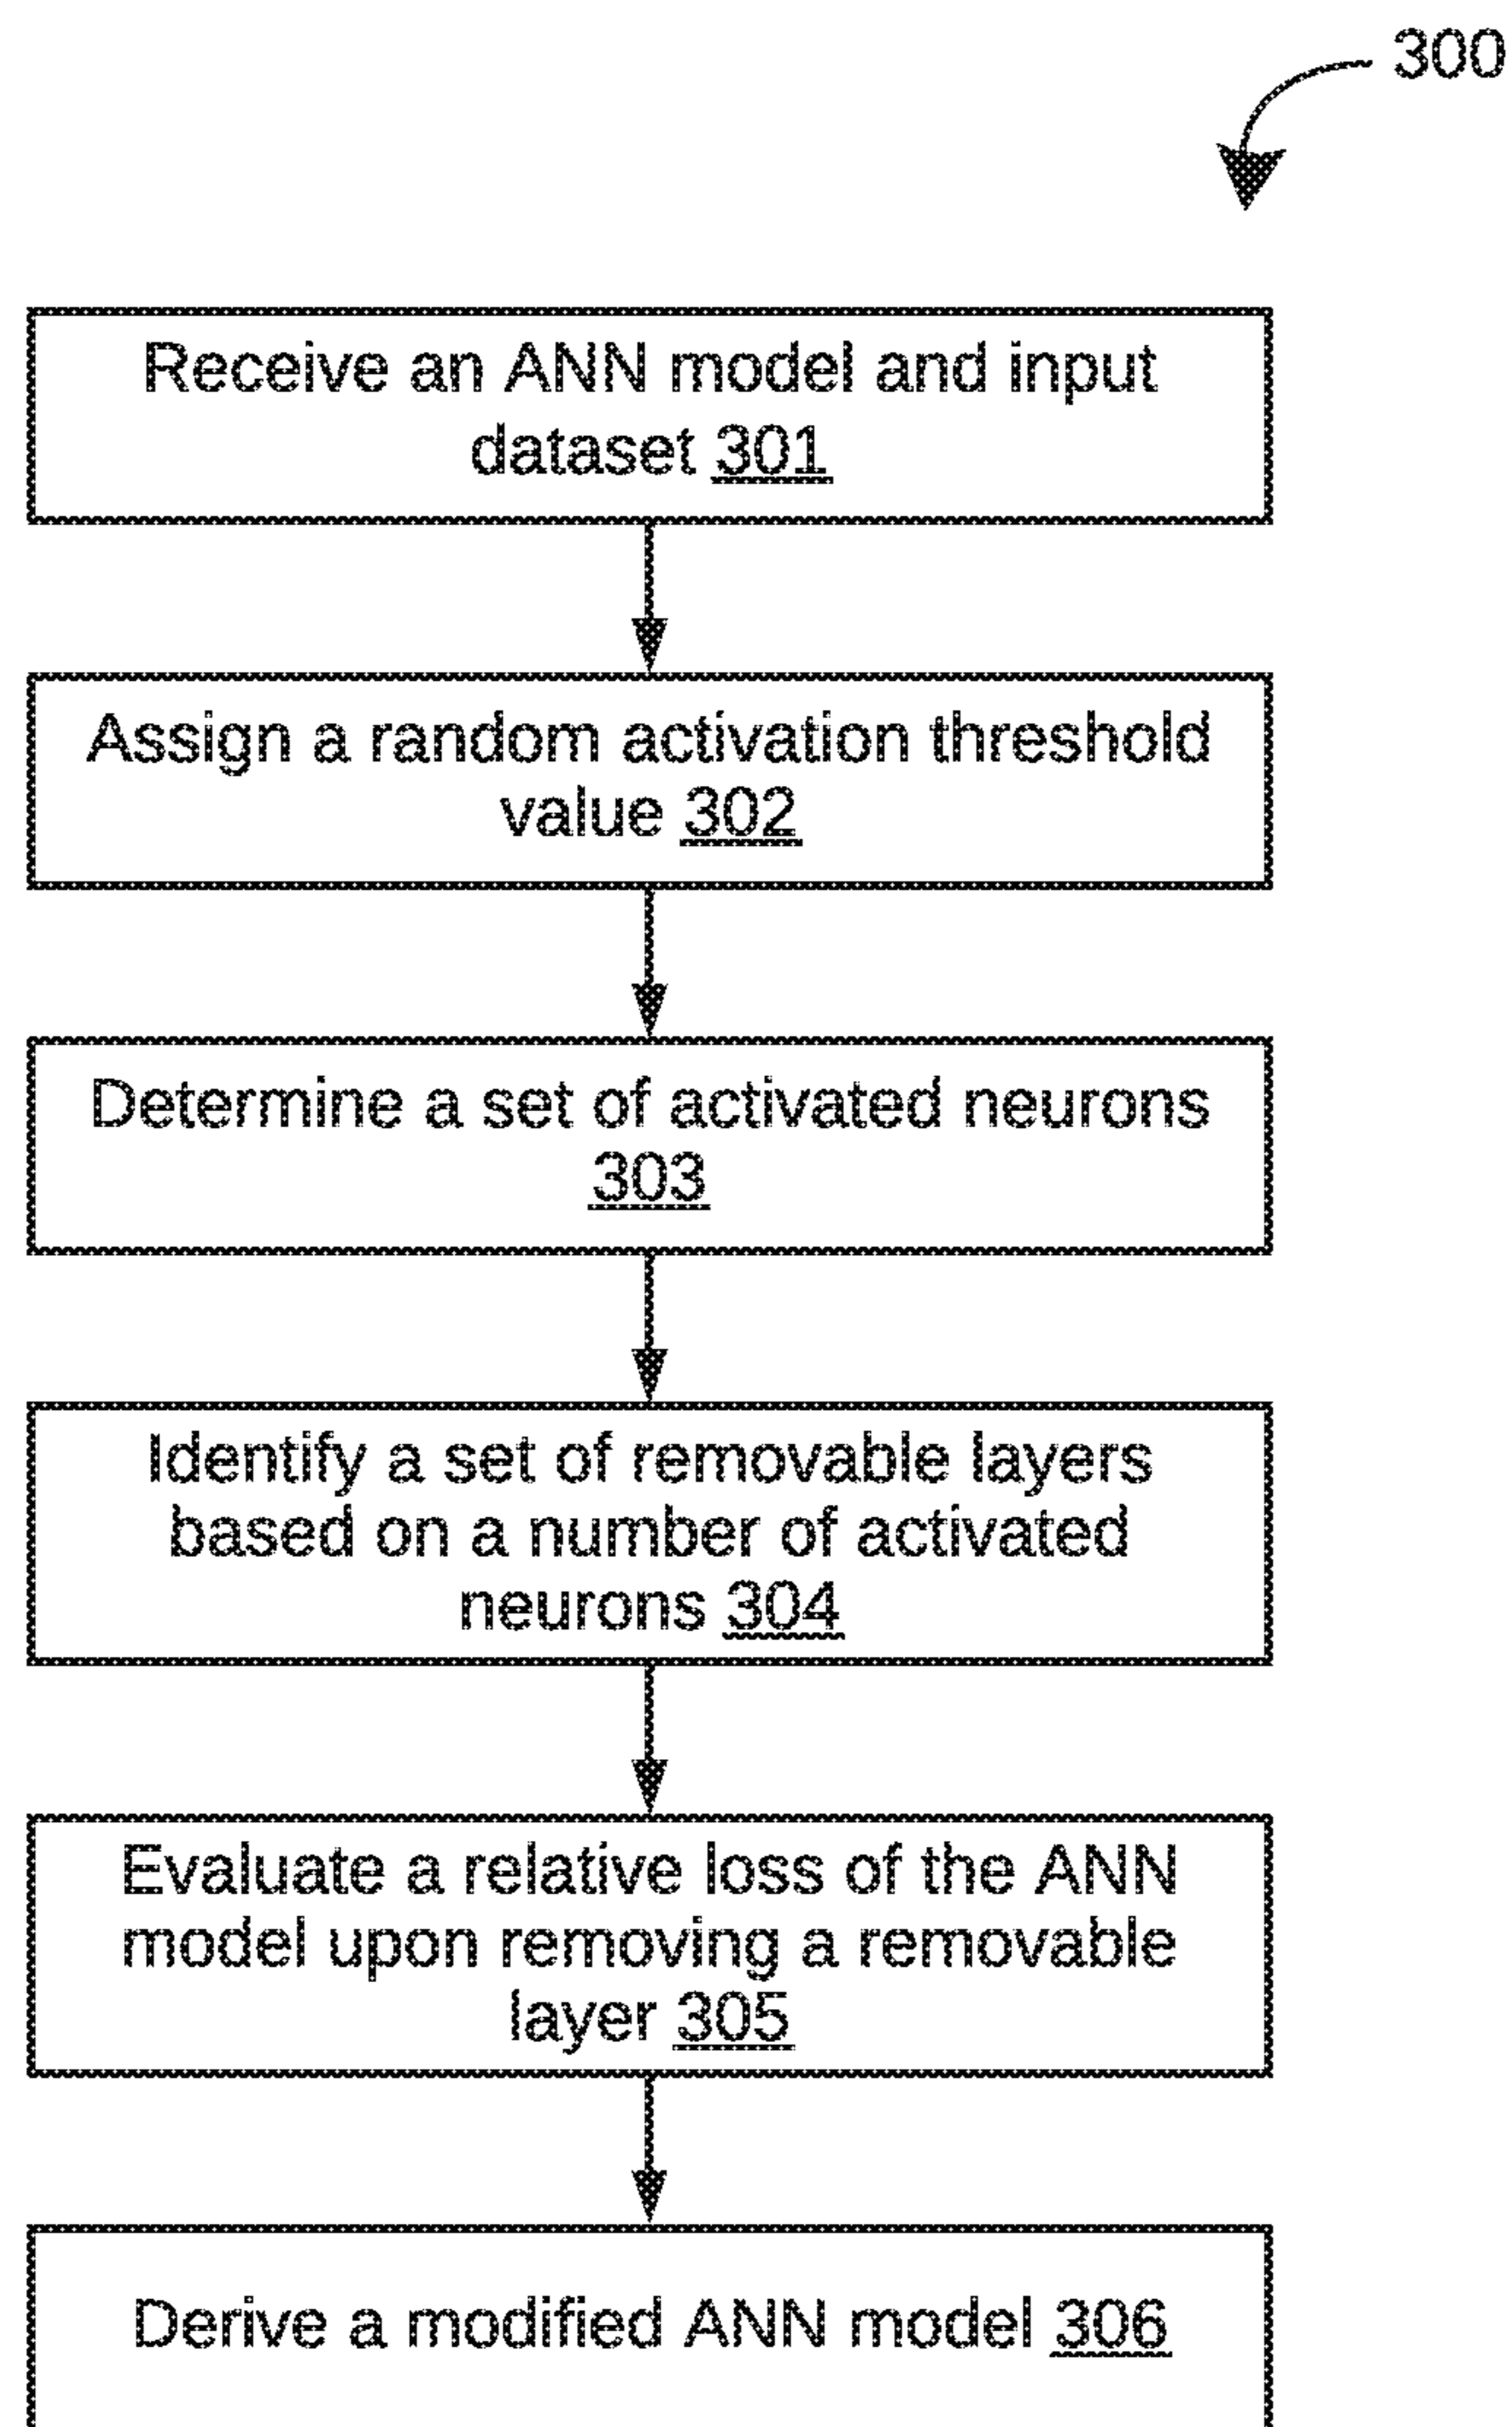 300
Receive an ANN model and input
dataset 301
Assign a random activation threshold
value 302
Determine a set of activated neurons
303
Identify a set of removable layers
based on a number of activated
neurons 304
Evaluate a relative loss of the ANN
model upon removing a removable
layer 305
Derive a modified ANN model 306